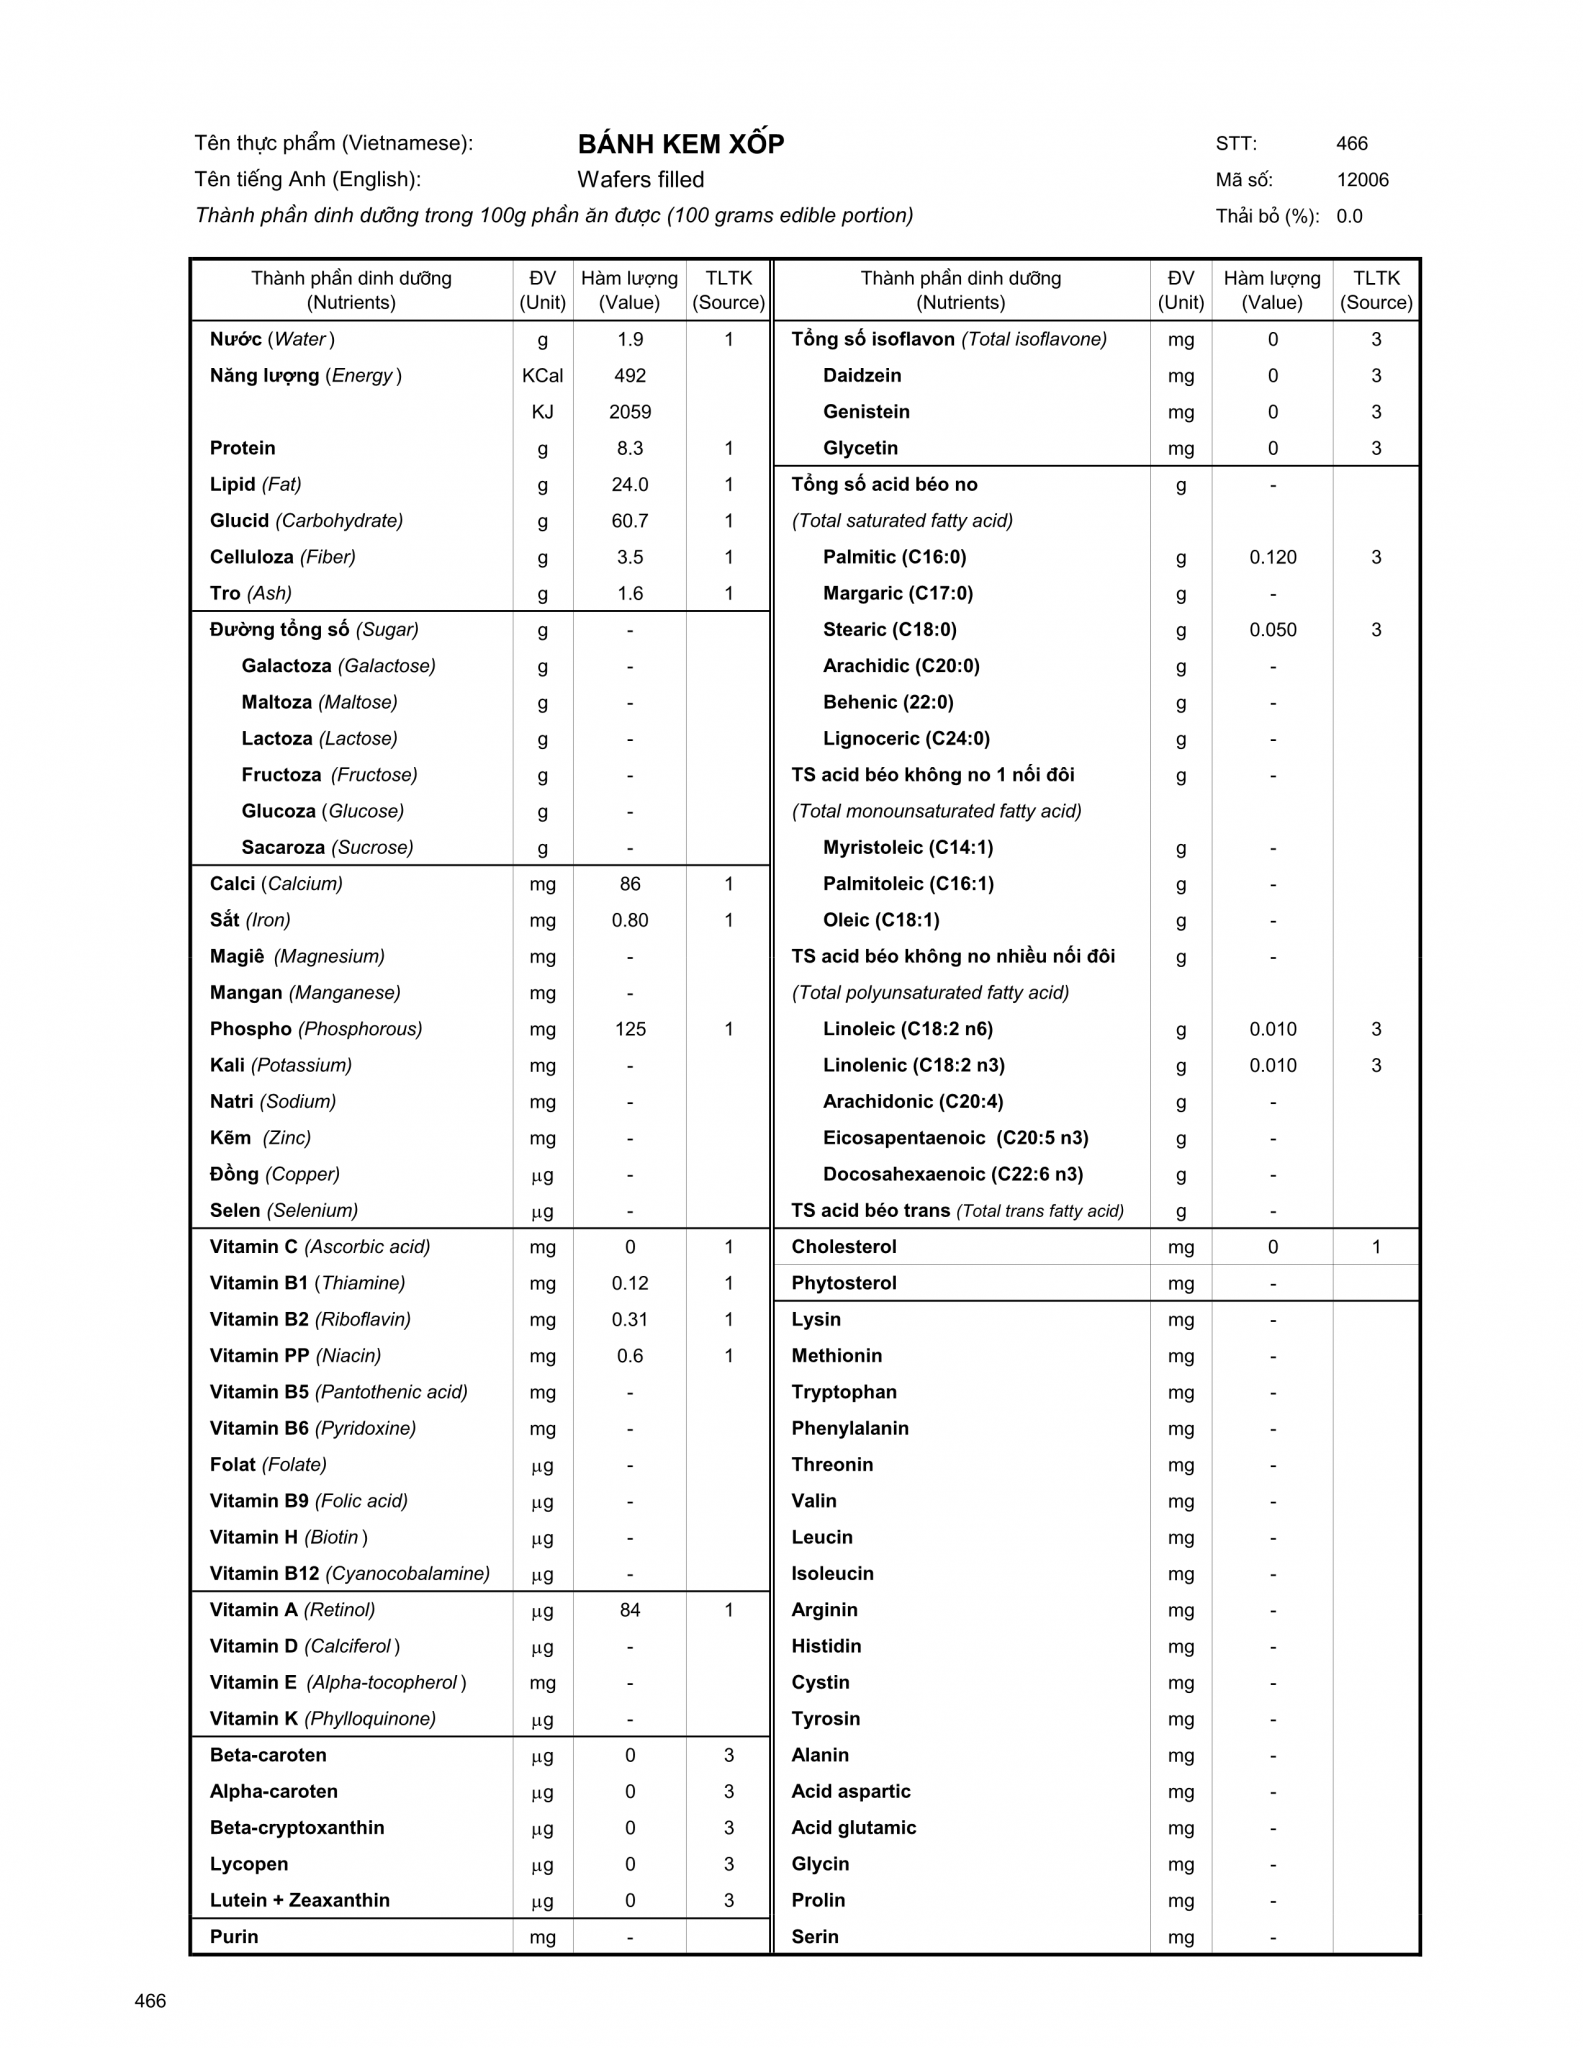 Tên thực phẩm (Vietnamese): BÁNH KEM XỐP STT: 466
Tên tiếng Anh (English): Wafers filled Mã số: 12006
Thành phần dinh dưỡng trong 100g phần ăn được (100 grams edible portion) Thải bỏ (%): 0.0
Thành phần dinh dưỡng ĐV Hàm lượng TLTK
(Nutrients) (Unit) (Value) (Source)
Nước (Water) g 1.9 1
Năng lượng (Energy) KCal 492
KJ 2059
Protein g 8.3 1
Lipid (Fat) g 24.0 1
Glucid (Carbohydrate) g 60.7 1
Celluloza (Fiber) g 3.5 1
Tro (Ash) g 1.6 1
Đường tổng số (Sugar) g -
Galactoza (Galactose) g -
Maltoza (Maltose) g -
Lactoza (Lactose) g -
Fructoza (Fructose) g -
Glucoza (Glucose) g -
Sacaroza (Sucrose) g -
Calci (Calcium) mg 86 1
Sắt (Iron) mg 0.80 1
Magiê (Magnesium) mg -
Mangan (Manganese) mg -
Phospho (Phosphorous) mg 125 1
Kali (Potassium) mg -
Natri (Sodium) mg -
Kẽm (Zinc) mg -
Đồng (Copper) μg -
Selen (Selenium) μg -
Vitamin C (Ascorbic acid) mg 0 1
Vitamin B1 (Thiamine) mg 0.12 1
Vitamin B2 (Riboflavin) mg 0.31 1
Vitamin PP (Niacin) mg 0.6 1
Vitamin B5 (Pantothenic acid) mg -
Vitamin B6 (Pyridoxine) mg -
Folat (Folate) μg -
Vitamin B9 (Folic acid) μg -
Vitamin H (Biotin) μg -
Vitamin B12 (Cyanocobalamine) μg -
Vitamin A (Retinol) μg 84 1
Vitamin D (Calciferol) μg -
Vitamin E (Alpha-tocopherol) mg -
Vitamin K (Phylloquinone) μg -
Beta-caroten μg 0 3
Alpha-caroten μg 0 3
Beta-cryptoxanthin μg 0 3
Lycopen μg 0 3
Lutein + Zeaxanthin μg 0 3
Purin mg -
Thành phần dinh dưỡng ĐV Hàm lượng TLTK
(Nutrients) (Unit) (Value) (Source)
Tổng số isoflavon (Total isoflavone) mg 0 3
Daidzein mg 0 3
Genistein mg 0 3
Glycetin mg 0 3
Tổng số acid béo no g -
(Total saturated fatty acid)
Palmitic (C16:0) g 0.120 3
Margaric (C17:0) g -
Stearic (C18:0) g 0.050 3
Arachidic (C20:0) g -
Behenic (22:0) g -
Lignoceric (C24:0) g -
TS acid béo không no 1 nối đôi g -
(Total monounsaturated fatty acid)
Myristoleic (C14:1) g -
Palmitoleic (C16:1) g -
Oleic (C18:1) g -
TS acid béo không no nhiều nối đôi g -
(Total polyunsaturated fatty acid)
Linoleic (C18:2 n6) g 0.010 3
Linolenic (C18:2 n3) g 0.010 3
Arachidonic (C20:4) g -
Eicosapentaenoic (C20:5 n3) g -
Docosahexaenoic (C22:6 n3) g -
TS acid béo trans (Total trans fatty acid) g -
Cholesterol mg 0 1
Phytosterol mg -
Lysin mg -
Methionin mg -
Tryptophan mg -
Phenylalanin mg -
Threonin mg -
Valin mg -
Leucin mg -
Isoleucin mg -
Arginin mg -
Histidin mg -
Cystin mg -
Tyrosin mg -
Alanin mg -
Acid aspartic mg -
Acid glutamic mg -
Glycin mg -
Prolin mg -
Serin mg -
466